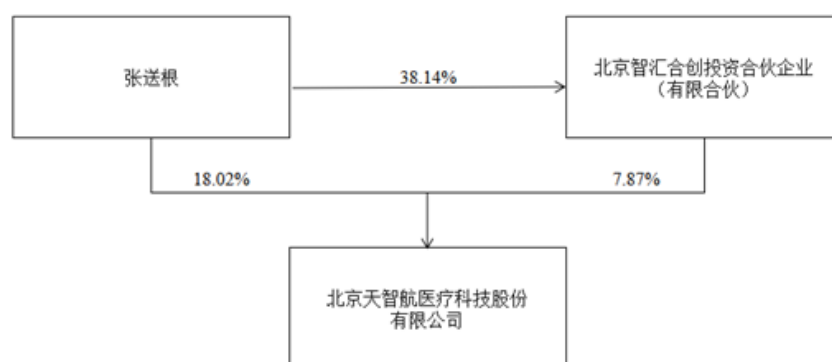 张送根
38.14%
北京智汇合创投资合伙企业
（有限合伙）
18.02%
7.87%
北京天智航医疗科技股份
有限公司